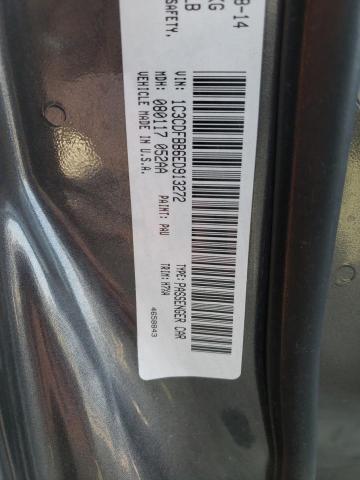 8-14
KG
LB
SAFETY.
VIN: 1C3CDFBB6ED913272
MDH: 080117 052AA
VEHICLE MADE IN U.S.A.
TYPE: PASSENGER CAR
PAINT: PAU
TRIM: H7XA
4658843